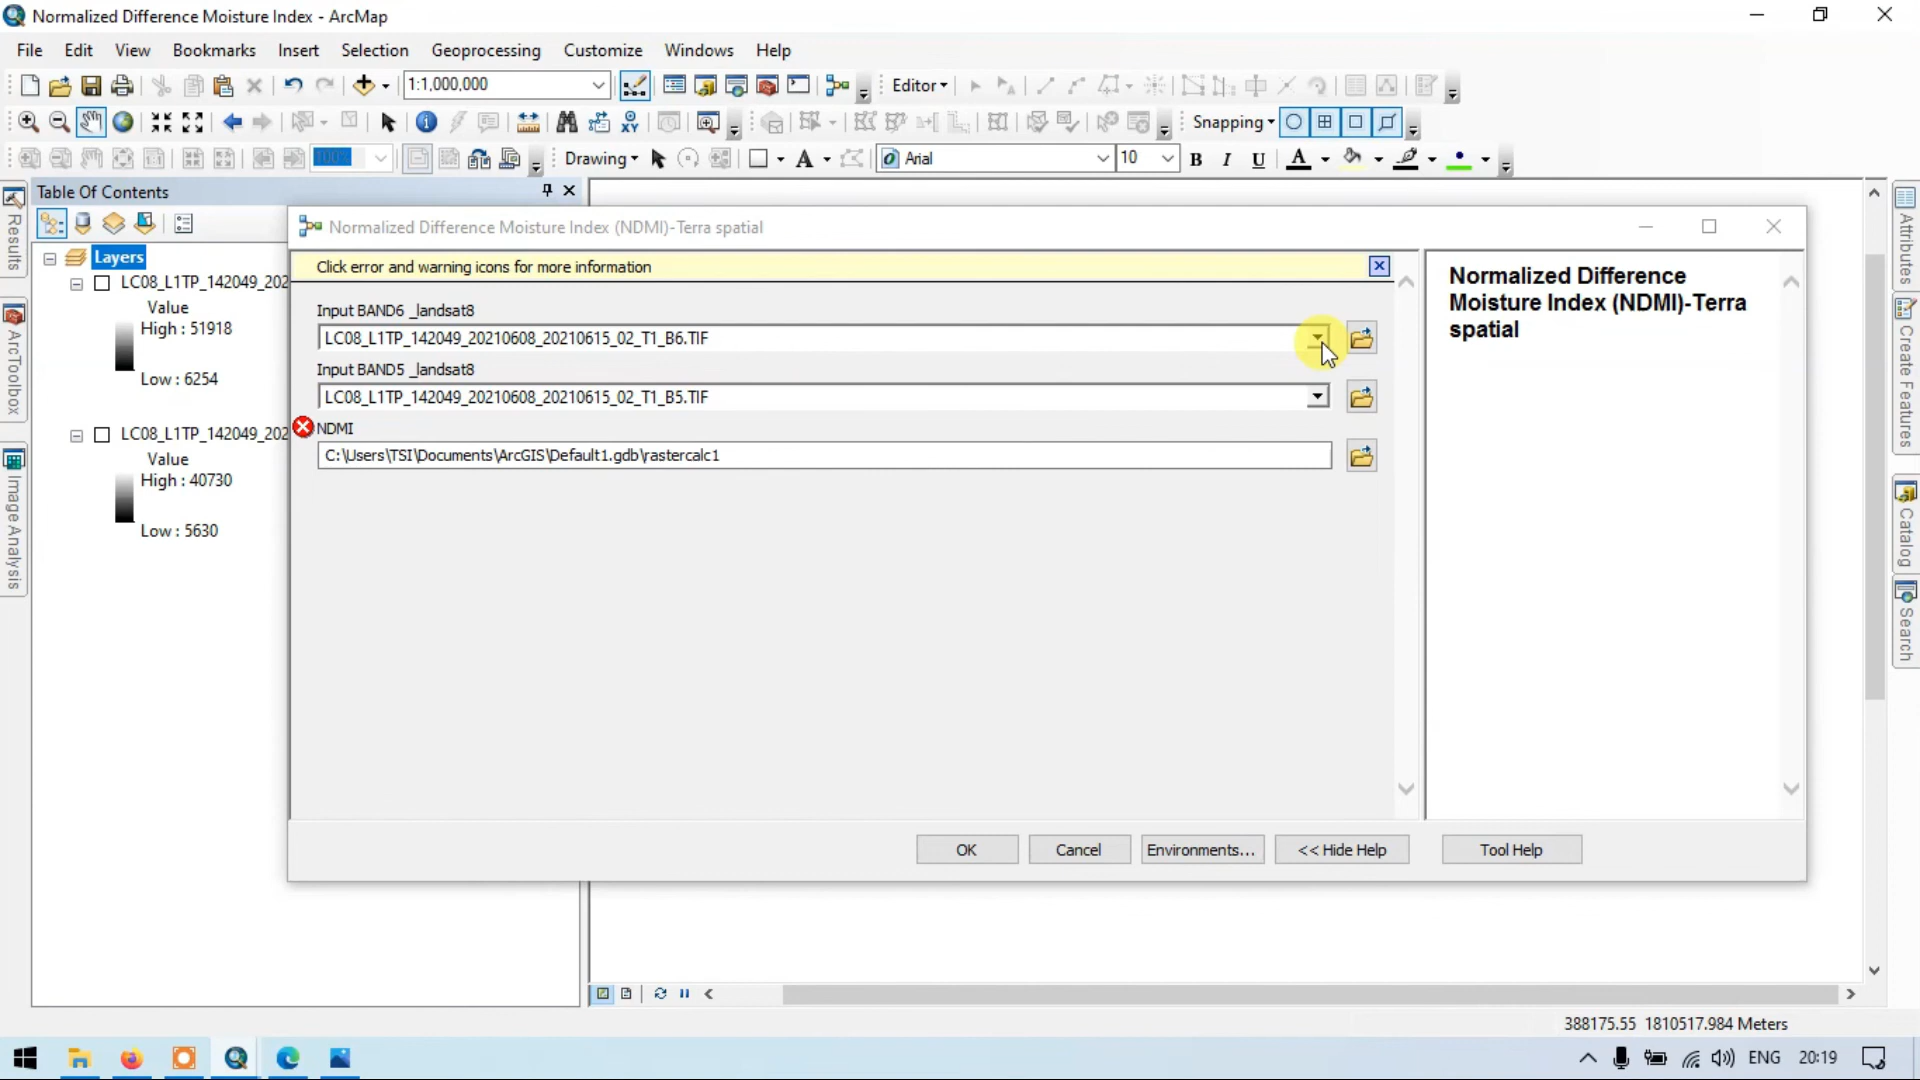 Normalized Difference Moisture Index - ArcMap
File Edit View Bookmarks Insert Selection Geoprocessing Customize Windows Help
1:1,000,000 Editor
Snapping
100% Drawing Arial 10 B I U A
Table Of Contents
Results
ArcToolbox
Image Analysis
Layers
LC08_L1TP_142049_202
Value
High : 51918
Low : 6254
LC08_L1TP_142049_202
Value
High : 40730
Low : 5630
Normalized Difference Moisture Index (NDMI)-Terra spatial
Click error and warning icons for more information
Input BAND6 _landsat8
LC08_L1TP_142049_20210608_20210615_02_T1_B6.TIF
Input BAND5 _landsat8
LC08_L1TP_142049_20210608_20210615_02_T1_B5.TIF
NDMI
C:\Users\TSI\Documents\ArcGIS\Default1.gdb\rastercalc1
OK Cancel Environments... << Hide Help Tool Help
Normalized Difference
Moisture Index (NDMI)-Terra
spatial
Attributes
Create Features
Catalog
Search
388175.55 1810517.984 Meters
ENG 20:19